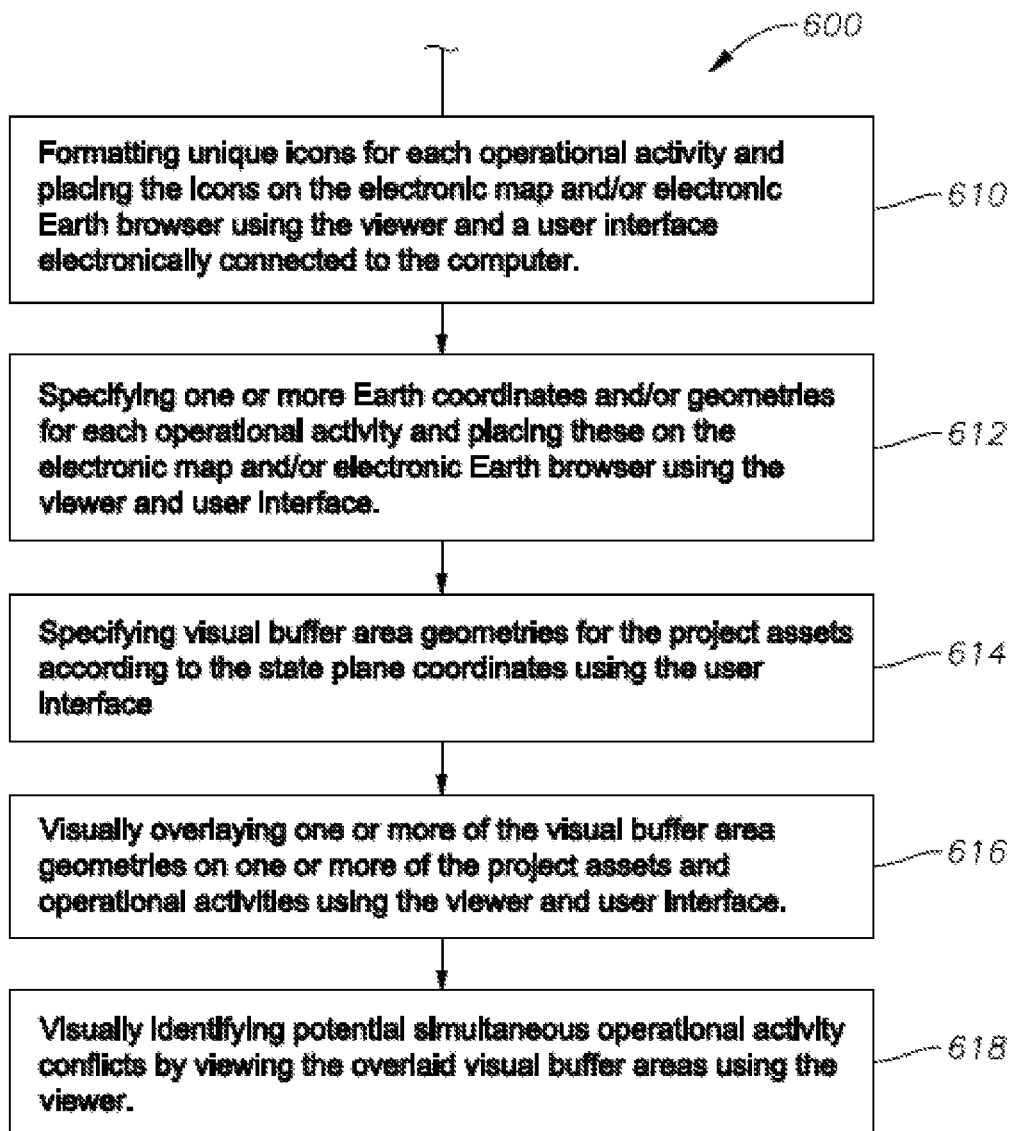 600
Formatting unique icons for each operational activity and
placing the icons on the electronic map and/or electronic
Earth browser using the viewer and a user interface
electronically connected to the computer.
610
Specifying one or more Earth coordinates and/or geometries
for each operational activity and placing these on the
electronic map and/or electronic Earth browser using the
viewer and user interface.
612
Specifying visual buffer area geometries for the project assets
according to the state plane coordinates using the user
interface
614
Visually overlaying one or more of the visual buffer area
geometries on one or more of the project assets and
operational activities using the viewer and user interface.
616
Visually identifying potential simultaneous operational activity
conflicts by viewing the overlaid visual buffer areas using the
viewer.
618